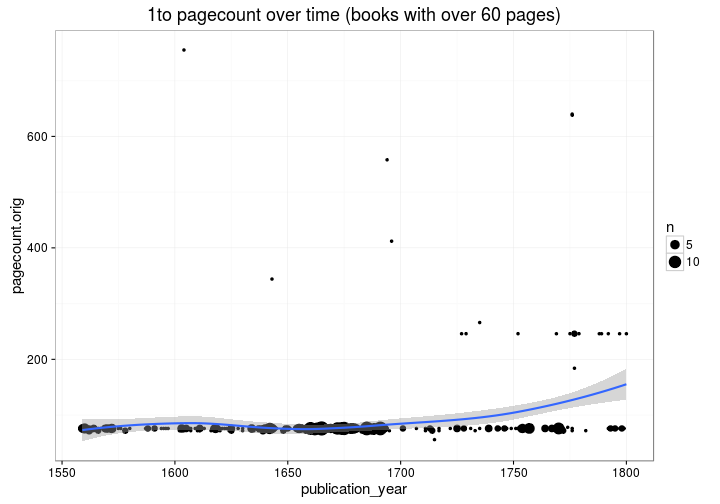 1to pagecount over time (books with over 60 pages)
pagecount.orig
600
400
200
1550 1600 1650 1700 1750 1800
publication_year
n
5
10